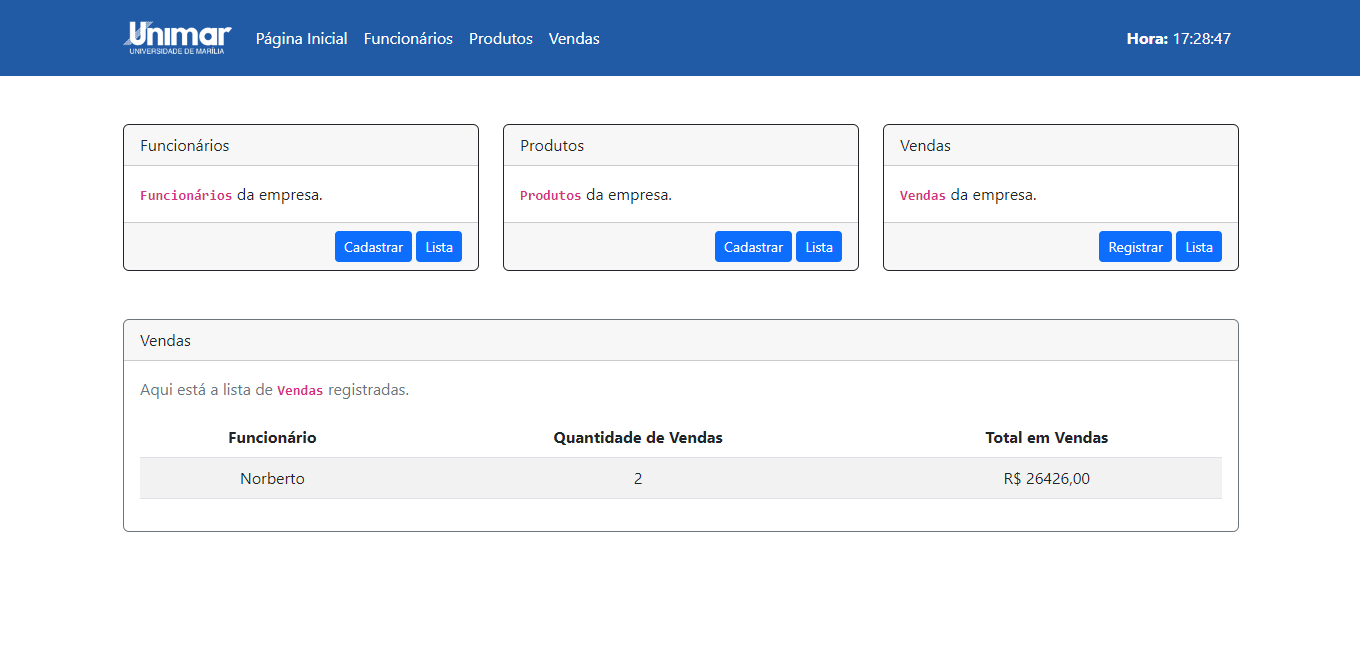 Unimar
UNIVERSIDADE DE MARÍLIA
Página Inicial Funcionários Produtos Vendas
Hora: 17:28:47
Funcionários
Funcionários da empresa.
Cadastrar Lista
Produtos
Produtos da empresa.
Cadastrar Lista
Vendas
Vendas da empresa.
Registrar Lista
Vendas
Aqui está a lista de Vendas registradas.
Funcionário Quantidade de Vendas Total em Vendas
Norberto 2 R$ 26426,00